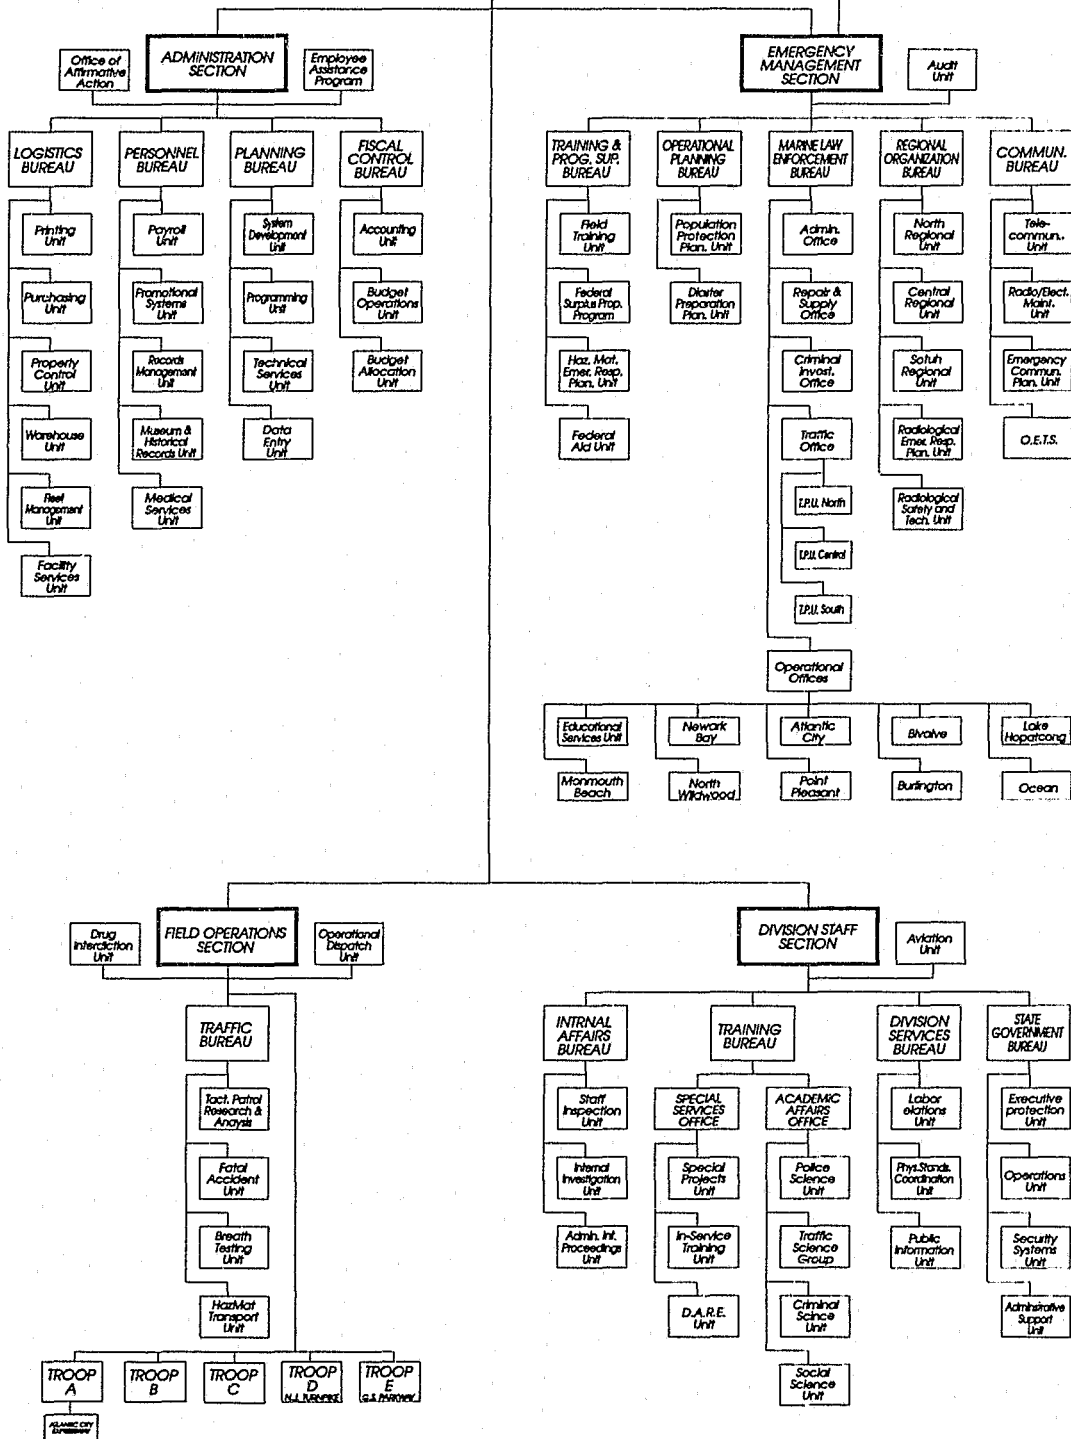 Office of
Affirmative
Action
ADMINISTRATION
SECTION
Employee
Assistance
Program
EMERGENCY
MANAGEMENT
SECTION
Audit
Unit
LOGISTICS
BUREAU
PERSONNEL
BUREAU
PLANNING
BUREAU
FISCAL
CONTROL
BUREAU
TRAINING &
PROG. SUP.
BUREAU
OPERATIONAL
PLANNING
BUREAU
MARINE LAW
ENFORCEMENT
BUREAU
REGIONAL
ORGANIZATION
BUREAU
COMMUN.
BUREAU
Printing
Unit
Payroll
Unit
System
Development
Unit
Accounting
Unit
Field
Training
Unit
Population
Protection
Plan. Unit
Admin.
Office
North
Regional
Unit
Tele-
commun..
Unit
Purchasing
Unit
Promotional
Systems
Unit
Programming
Unit
Budget
Operations
Unit
Federal
Surplus Prop.
Program
Diaster
Preparation
Plan. Unit
Repair &
Supply
Office
Central
Regional
Unit
Radio/Elect.
Maint.
Unit
Property
Control
Unit
Records
Management
Unit
Technical
Services
Unit
Budget
Allocation
Unit
Haz. Mat.
Emer. Resp.
Plan. Unit
Criminal
Invest.
Office
Sotuh
Regional
Unit
Emergency
Commun.
Plan. Unit
Warehouse
Unit
Museum &
Historical
Records Unit
Data
Entry
Unit
Federal
Aid Unit
Traffic
Office
Radiological
Emer. Resp.
Plan. Unit
O.E.T.S.
Fleet
Management
Unit
Medical
Services
Unit
T.P.U. North
Radiological
Safety and
Tech. Unit
Facility
Services
Unit
T.P.U. Central
T.P.U. South
Operational
Offices
Educational
Services Unit
Newark
Bay
Atlantic
City
Bivalve
Lake
Hopatcong
Monmouth
Beach
North
Wildwood
Point
Pleasant
Burlington
Ocean
Drug
Interdiction
Unit
FIELD OPERATIONS
SECTION
Operational
Dispatch
Unit
DIVISION STAFF
SECTION
Aviation
Unit
TRAFFIC
BUREAU
INTRNAL
AFFAIRS
BUREAU
TRAINING
BUREAU
DIVISION
SERVICES
BUREAU
STATE
GOVERNMENT
BUREAU
Tact. Patrol
Research &
Anaysis
Staff
Inspection
Unit
SPECIAL
SERVICES
OFFICE
ACADEMIC
AFFAIRS
OFFICE
Labor
elations
Unit
Executive
protection
Unit
Fatal
Accident
Unit
Internal
Investigation
Unit
Special
Projects
Unit
Police
Science
Unit
Phys.Stands.
Coordination
Unit
Operations
Unit
Breath
Testing
Unit
Admin. Int.
Proceedings
Unit
In-Service
Training
Unit
Traffic
Science
Group
Public
Information
Unit
Security
Systems
Unit
HazMat
Transport
Unit
D.A.R.E.
Unit
Criminal
Scince
Unit
Adminsirative
Support
Unit
TROOP
A
TROOP
B
TROOP
C
TROOP
D
N.J. TURNPIKE
TROOP
E
G.S. PARKWAY
Social
Science
Unit
ATLANTIC CITY
EXPRESSWAY